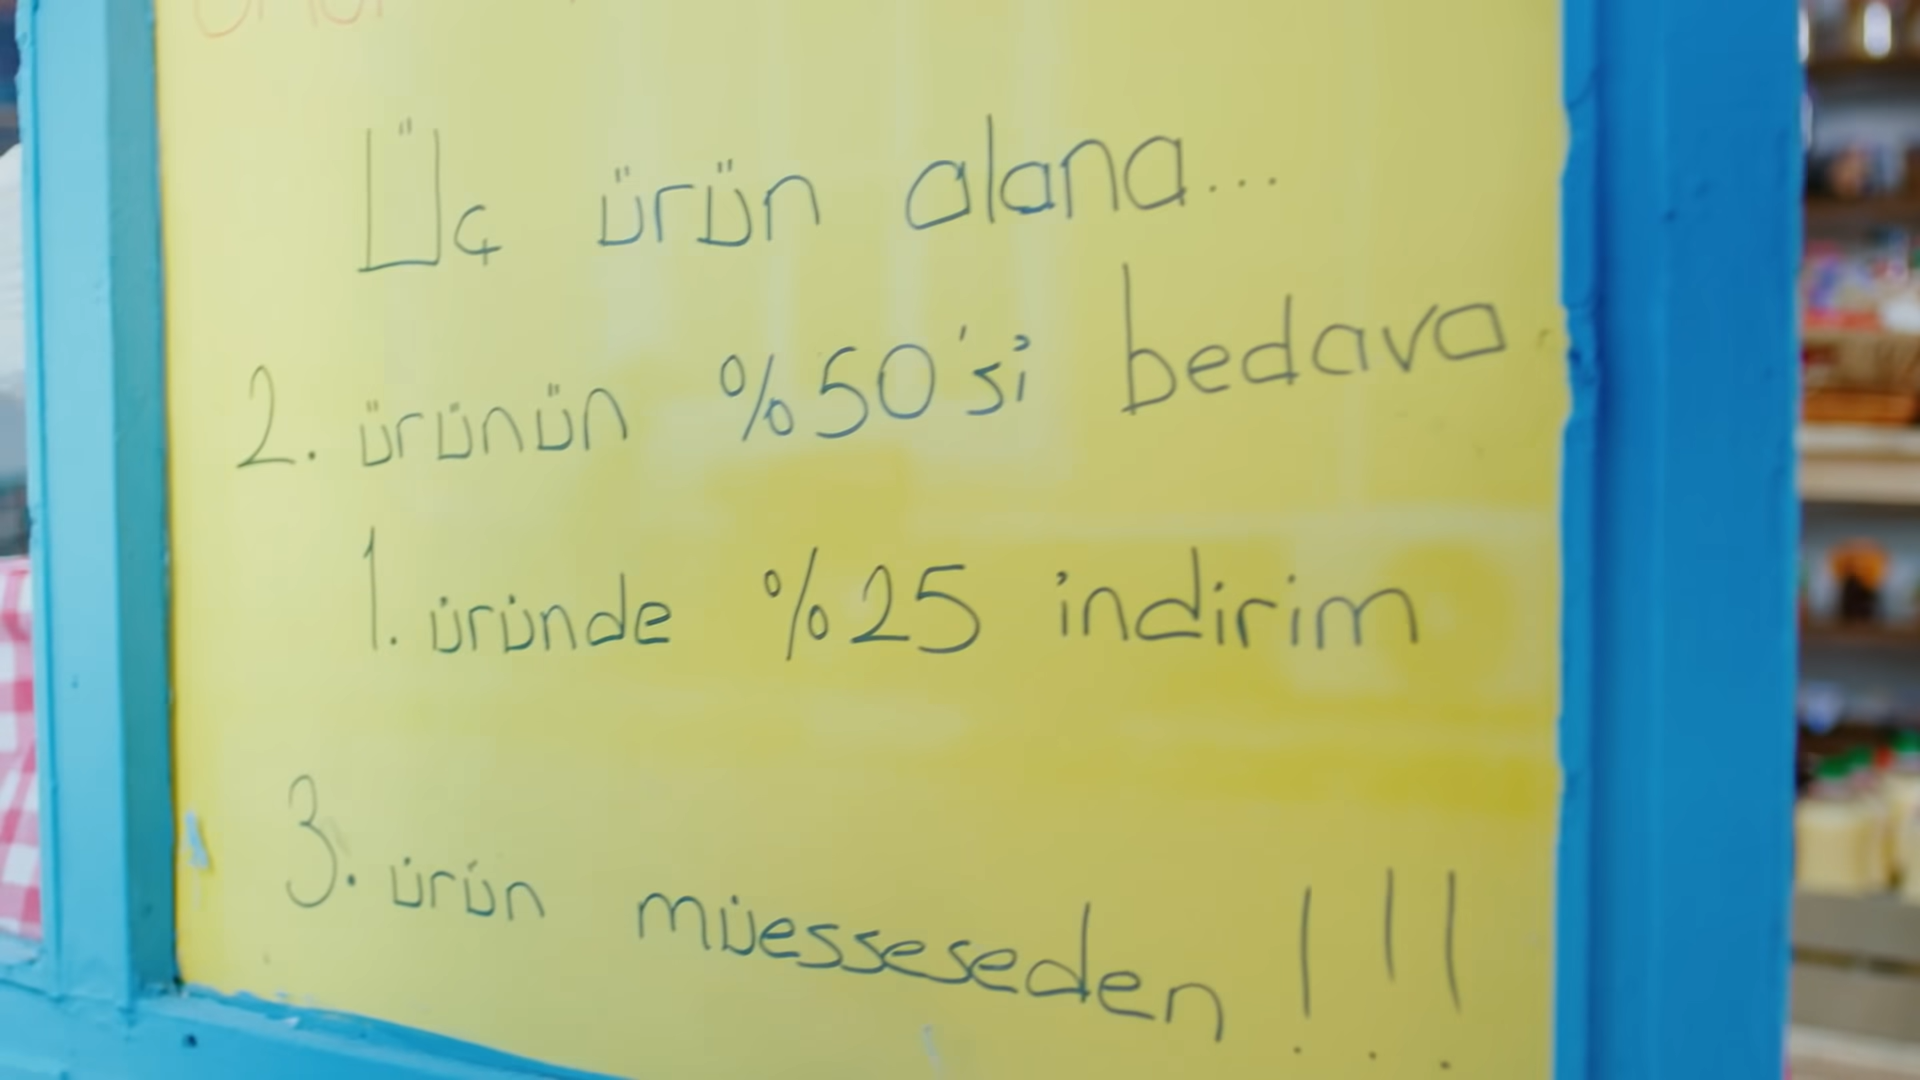 Üç ürün alana...
2. ürünün %50'si bedava
1. üründe %25 indirim
3. ürün müesseseden !!!